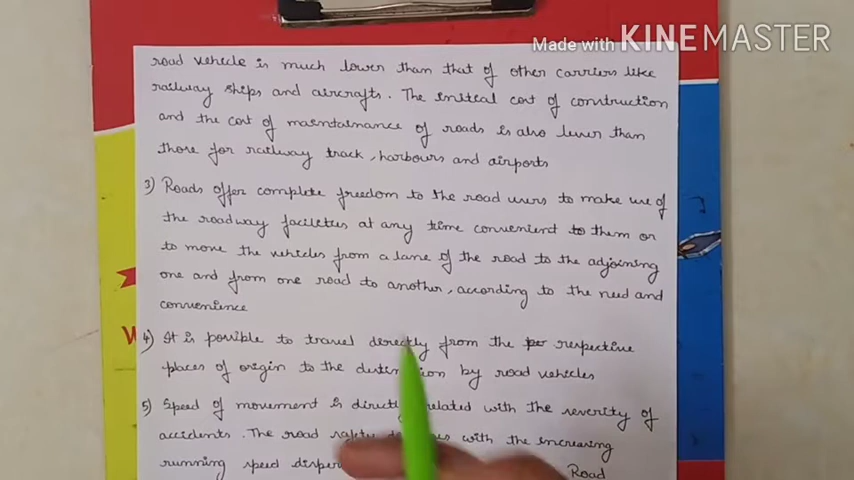 Made with KINEMASTER
road vehicle is much lower than that of other carriers like
railway ships and aircrafts. The initial cost of construction
and the cost of maintainance of roads is also lower than
those for railway track, harbours and airports
3) Roads offer complete freedom to the road users to make use of
the roadway facilities at any time convenient to them or
to move the vehicles from a lane of the road to the adjoining
one and from one road to another, according to the need and
convenience
4) It is possible to travel directly from the respective
places of origin to the by road vehicles
5) Speed of movement is related with the severity of
accidents. The road safety with the increasing
running speed Road